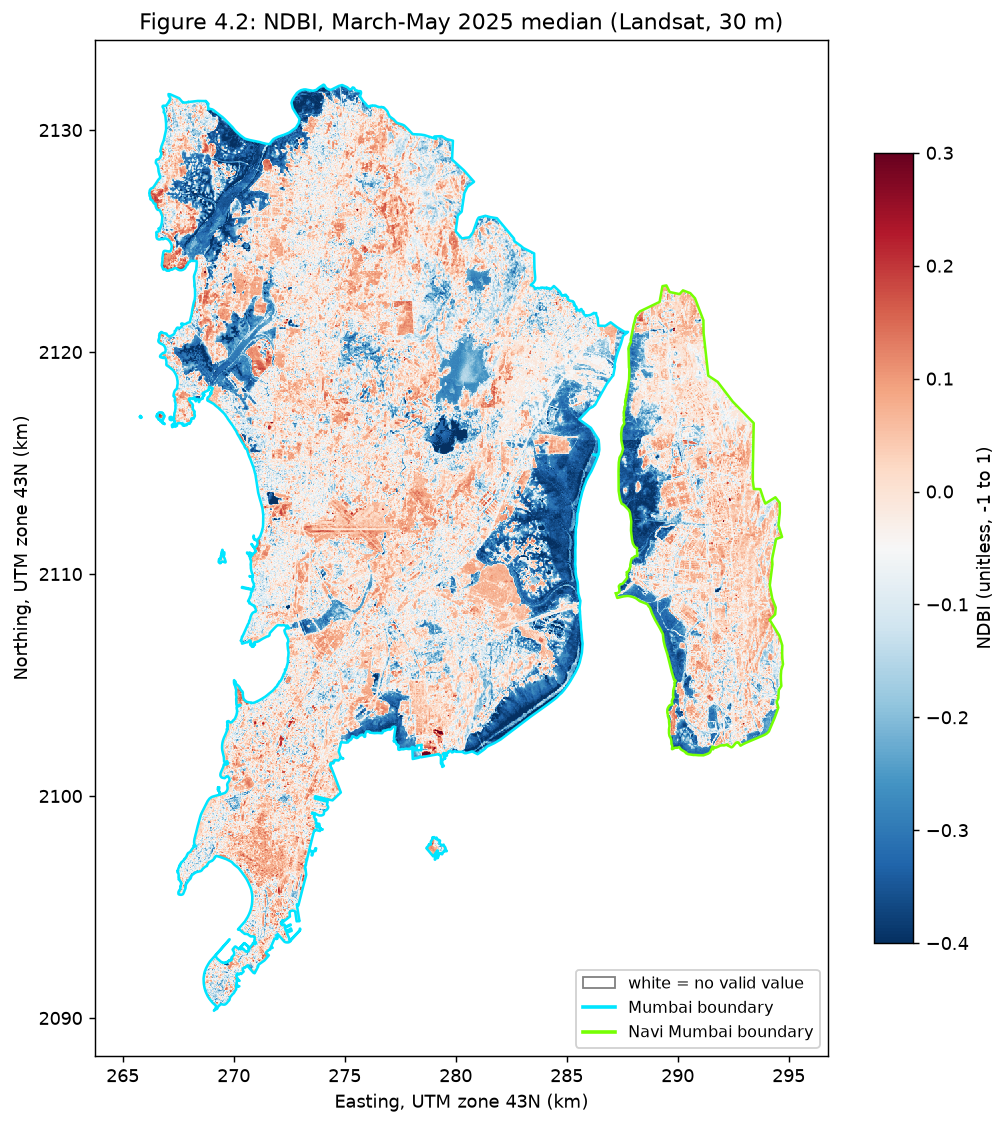 Figure 4.2: NDBI, March-May 2025 median (Landsat, 30 m)
Northing, UTM zone 43N (km)
2130
2120
2110
2100
2090
265 270 275 280 285 290 295
Easting, UTM zone 43N (km)
white = no valid value
Mumbai boundary
Navi Mumbai boundary
0.3
0.2
0.1
0.0
−0.1
−0.2
−0.3
−0.4
NDBI (unitless, -1 to 1)